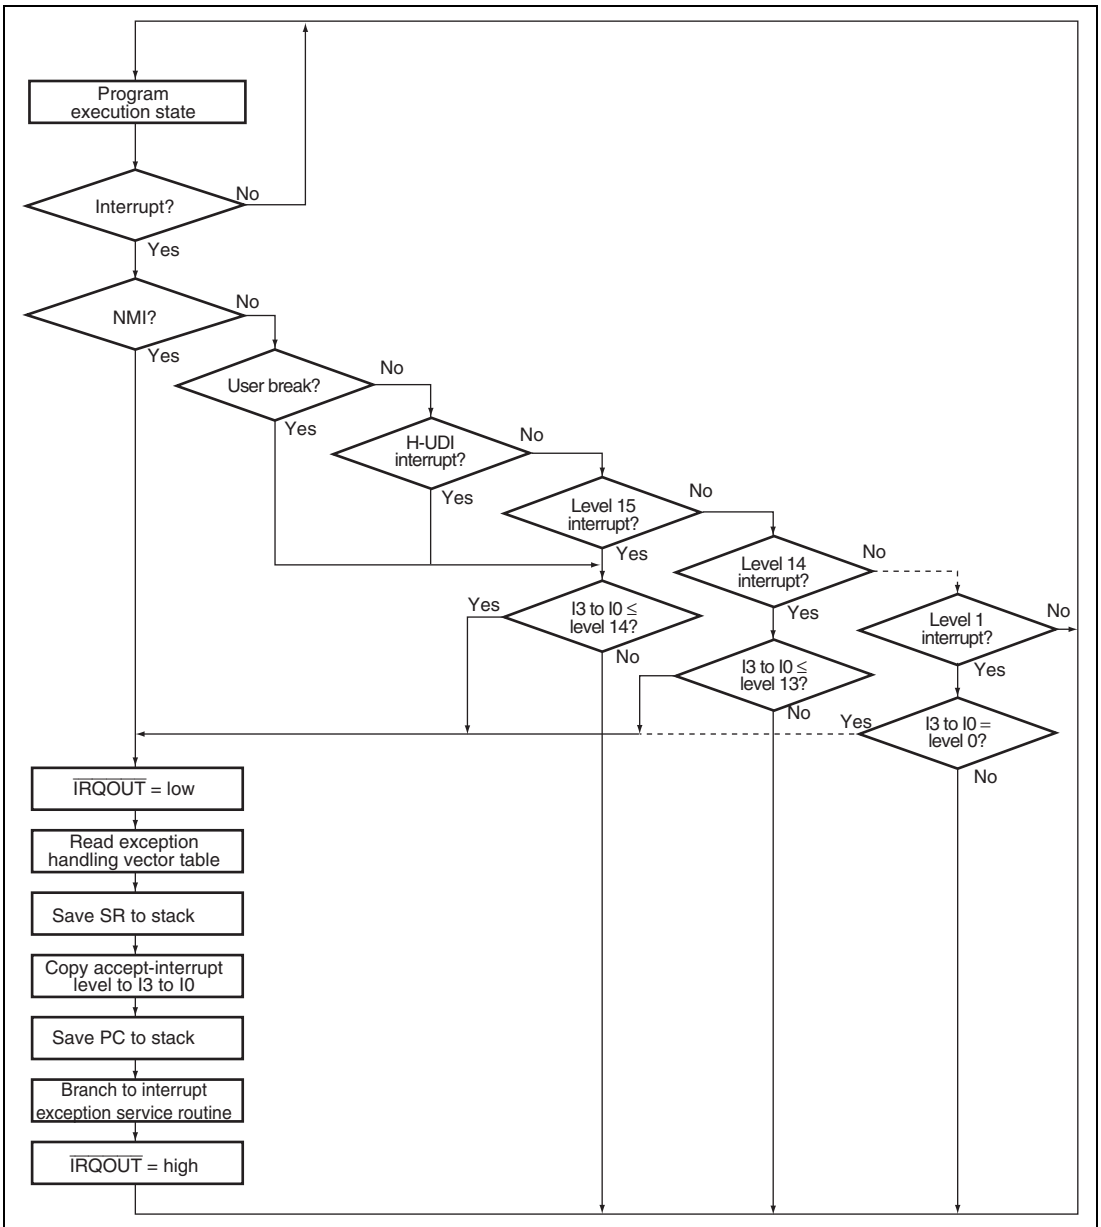 Program
execution state
No
Interrupt?
Yes
No
NMI?
Yes
No
User break?
Yes
No
H-UDI
interrupt?
Yes
No
Level 15
interrupt?
Yes
No
Level 14
interrupt?
Yes
No
Level 1
interrupt?
Yes
Yes
I3 to I0 ≤
level 14?
No
I3 to I0 ≤
level 13?
No
Yes
I3 to I0 =
level 0?
No
I̅R̅Q̅O̅U̅T̅ = low
Read exception
handling vector table
Save SR to stack
Copy accept-interrupt
level to I3 to I0
Save PC to stack
Branch to interrupt
exception service routine
I̅R̅Q̅O̅U̅T̅ = high